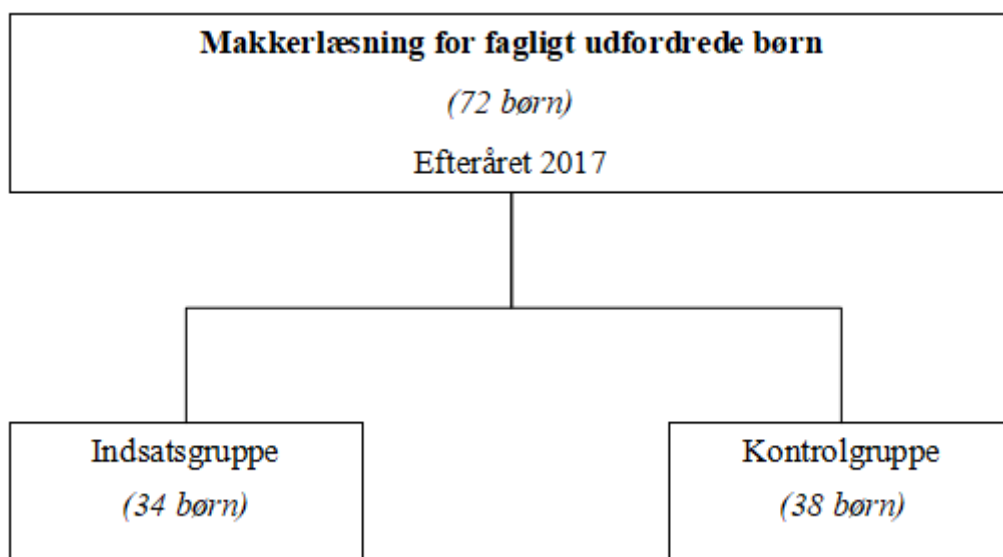 Makkerlæsning for fagligt udfordrede børn
(72 børn)
Efteråret 2017
Indsatsgruppe
(34 børn)
Kontrolgruppe
(38 børn)